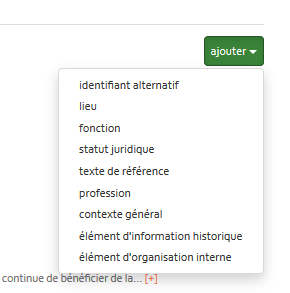 ajouter
identifiant alternatif
lieu
fonction
statut juridique
texte de référence
profession
contexte général
élément d'information historique
élément d'organisation interne
continue de bénéficier de la... [+]